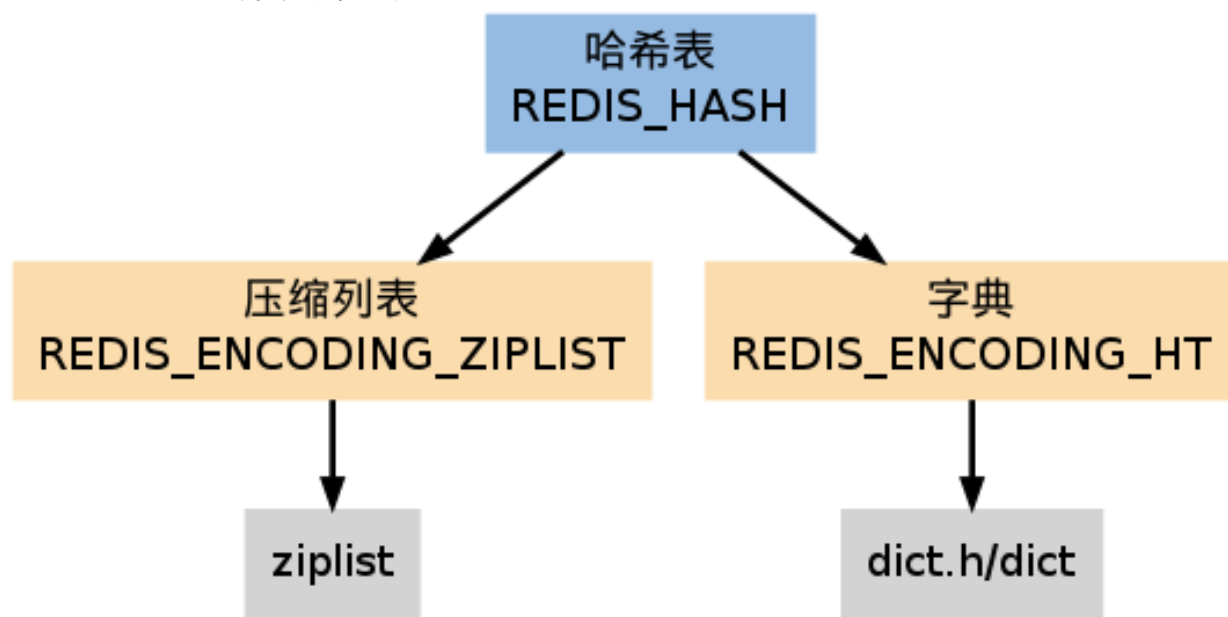 哈希表
REDIS_HASH
压缩列表
REDIS_ENCODING_ZIPLIST
字典
REDIS_ENCODING_HT
ziplist
dict.h/dict